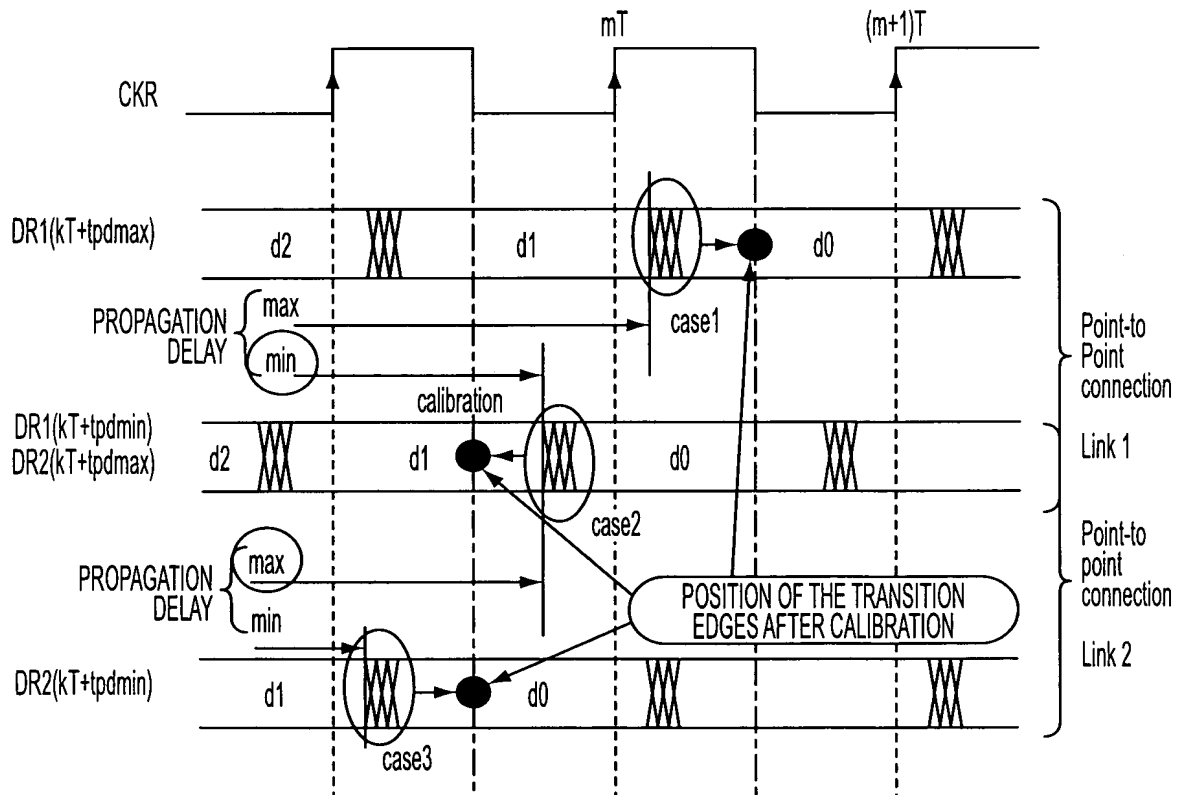 mT
(m+1)T
CKR
DR1(kT+tpdmax)
d2
d1
d0
PROPAGATION
DELAY
max
min
case1
Point-to
Point
connection
calibration
DR1(kT+tpdmin)
DR2(kT+tpdmax)
d2
d1
d0
Link 1
case2
PROPAGATION
DELAY
max
min
POSITION OF THE TRANSITION
EDGES AFTER CALIBRATION
Point-to
point
connection
Link 2
DR2(kT+tpdmin)
d1
d0
case3